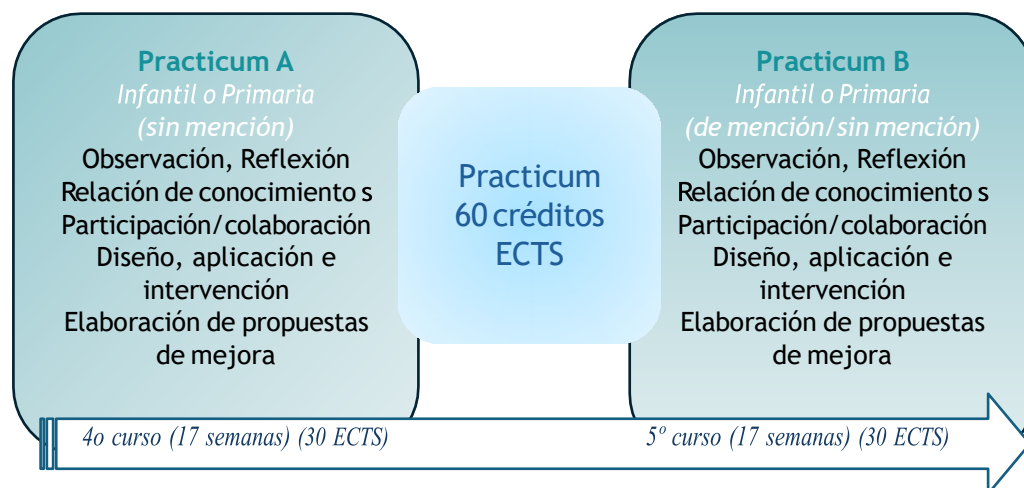 Practicum A
Infantil o Primaria
(sin mención)
Observación, Reflexión
Relación de conocimiento s
Participación/colaboración
Diseño, aplicación e
intervención
Elaboración de propuestas
de mejora
Practicum
60 créditos
ECTS
Practicum B
Infantil o Primaria
(de mención/sin mención)
Observación, Reflexión
Relación de conocimiento s
Participación/colaboración
Diseño, aplicación e
intervención
Elaboración de propuestas
de mejora
4o curso (17 semanas) (30 ECTS)
5º curso (17 semanas) (30 ECTS)